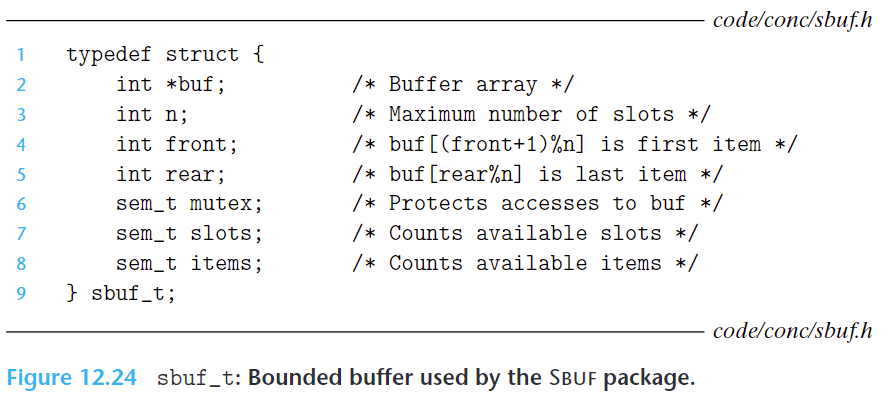 code/conc/sbuf.h
1 typedef struct {
2 int *buf; /* Buffer array */
3 int n; /* Maximum number of slots */
4 int front; /* buf[(front+1)%n] is first item */
5 int rear; /* buf[rear%n] is last item */
6 sem_t mutex; /* Protects accesses to buf */
7 sem_t slots; /* Counts available slots */
8 sem_t items; /* Counts available items */
9 } sbuf_t;
code/conc/sbuf.h
Figure 12.24 sbuf_t: Bounded buffer used by the SBUF package.